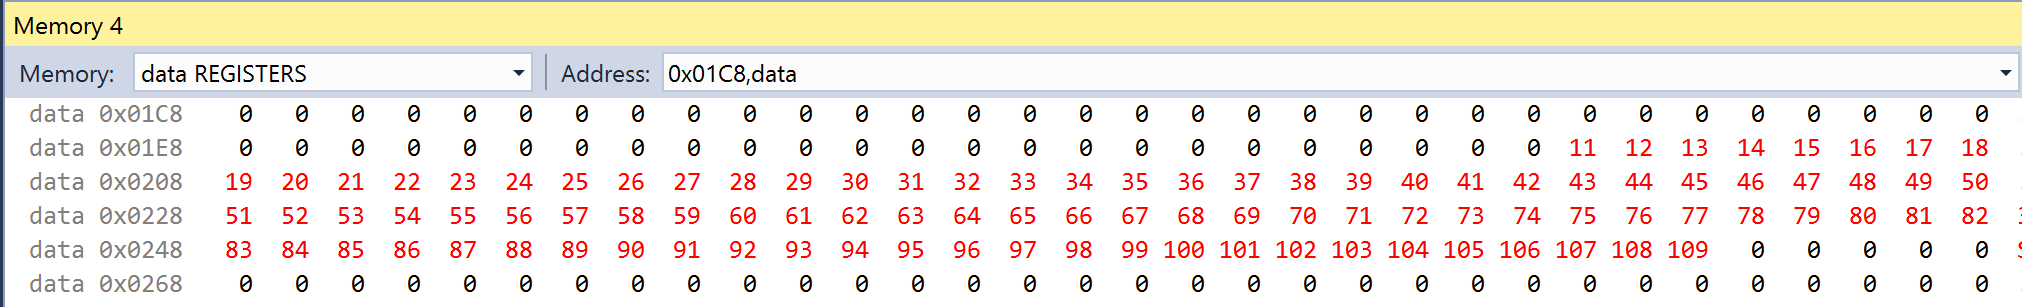 Memory 4
Memory: data REGISTERS Address: 0x01C8,data
data 0x01C8 0 0 0 0 0 0 0 0 0 0 0 0 0 0 0 0 0 0 0 0 0 0 0 0 0 0 0 0 0 0 0 0
data 0x01E8 0 0 0 0 0 0 0 0 0 0 0 0 0 0 0 0 0 0 0 0 0 0 0 0 11 12 13 14 15 16 17 18
data 0x0208 19 20 21 22 23 24 25 26 27 28 29 30 31 32 33 34 35 36 37 38 39 40 41 42 43 44 45 46 47 48 49 50
data 0x0228 51 52 53 54 55 56 57 58 59 60 61 62 63 64 65 66 67 68 69 70 71 72 73 74 75 76 77 78 79 80 81 82
data 0x0248 83 84 85 86 87 88 89 90 91 92 93 94 95 96 97 98 99 100 101 102 103 104 105 106 107 108 109 0 0 0 0 0
data 0x0268 0 0 0 0 0 0 0 0 0 0 0 0 0 0 0 0 0 0 0 0 0 0 0 0 0 0 0 0 0 0 0 0